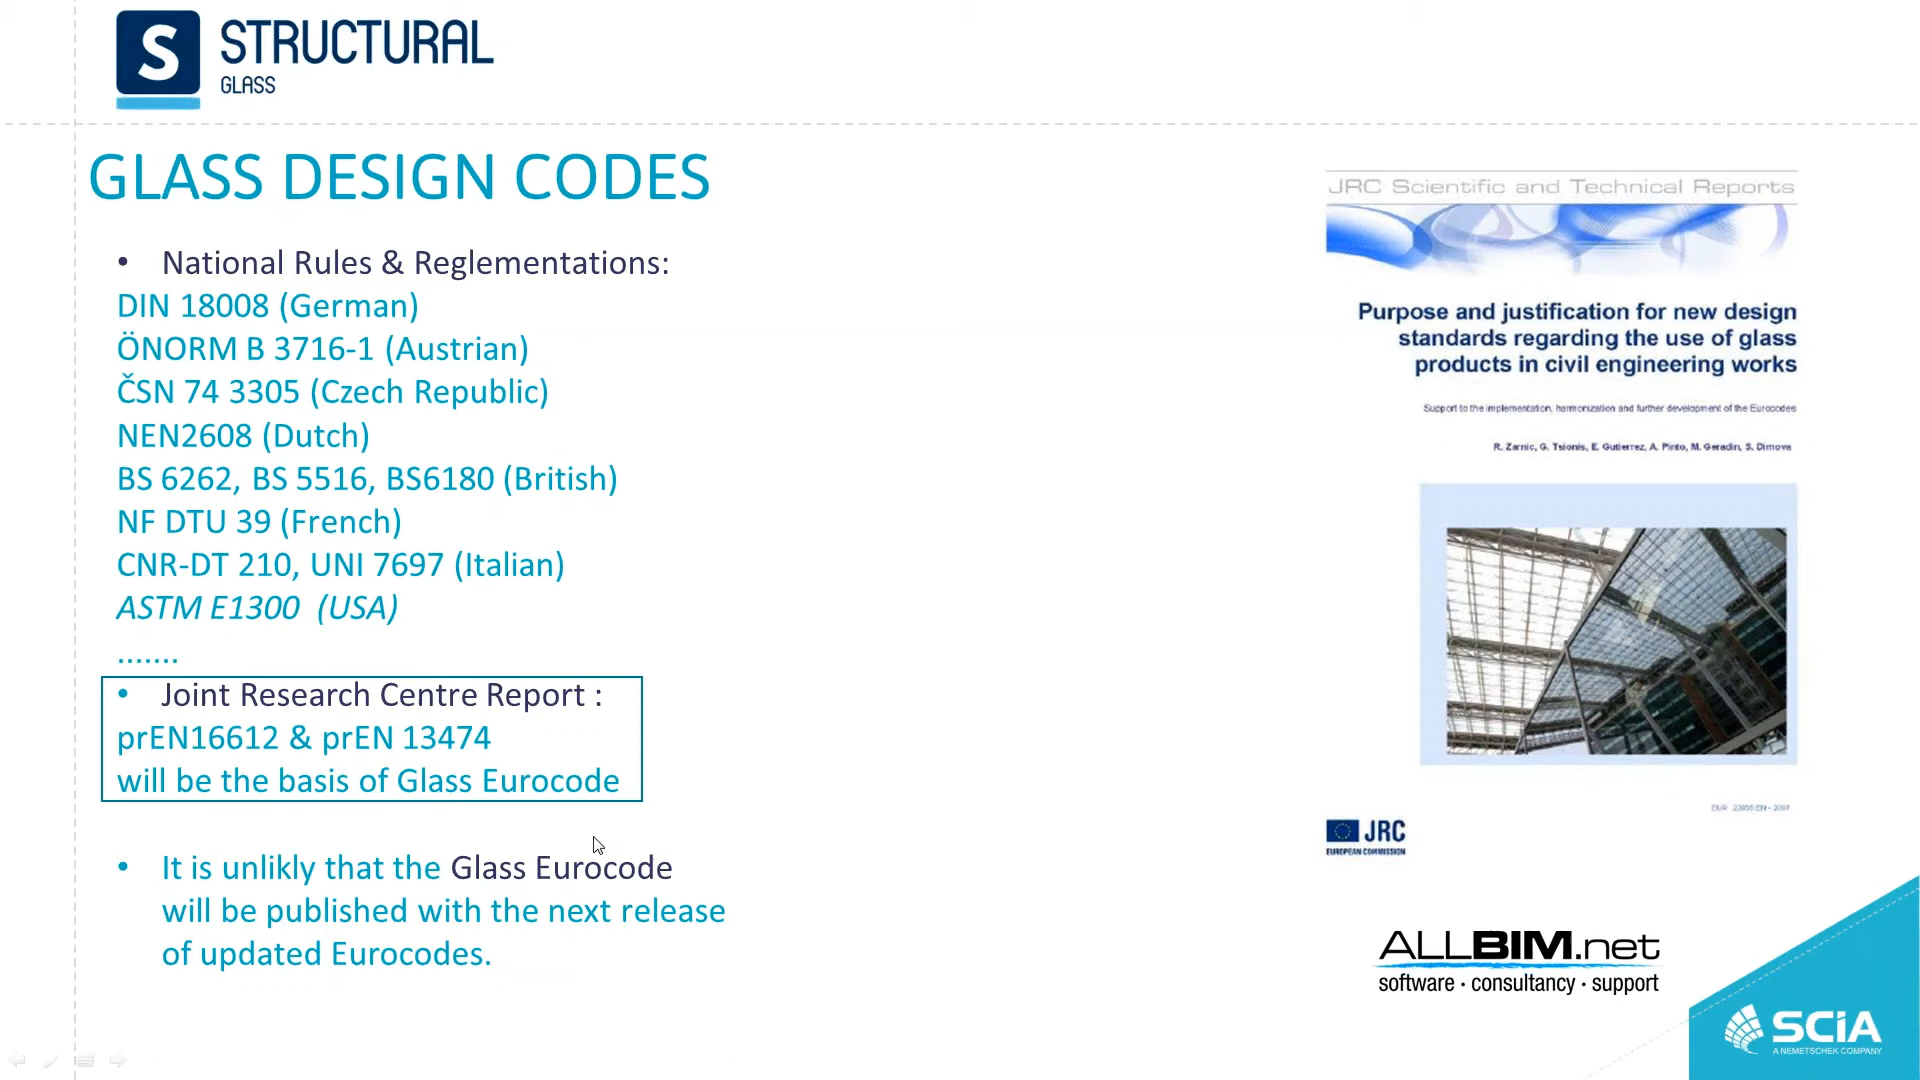 S STRUCTURAL
GLASS
GLASS DESIGN CODES
• National Rules & Reglementations:
DIN 18008 (German)
ÖNORM B 3716-1 (Austrian)
ČSN 74 3305 (Czech Republic)
NEN2608 (Dutch)
BS 6262, BS 5516, BS6180 (British)
NF DTU 39 (French)
CNR-DT 210, UNI 7697 (Italian)
ASTM E1300 (USA)
.......
• Joint Research Centre Report :
prEN16612 & prEN 13474
will be the basis of Glass Eurocode
• It is unlikly that the Glass Eurocode
will be published with the next release
of updated Eurocodes.
JRC Scientific and Technical Reports
Purpose and justification for new design
standards regarding the use of glass
products in civil engineering works
Support to the implementation, harmonization and further development of the Eurocodes
R. Zarnic, G. Tsionis, E. Gutierrez, A. Pinto, M. Geradin, S. Dimova
EUR EN - 2007
JRC
EUROPEAN COMMISSION
ALLBIM.net
software · consultancy · support
SCIA
A NEMETSCHEK COMPANY